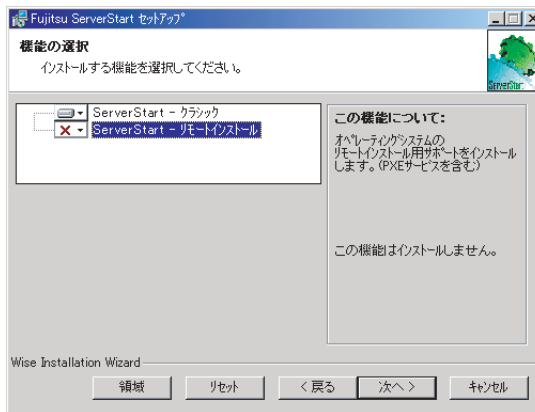 Fujitsu ServerStart セットアップ
機能の選択
インストールする機能を選択してください。
ServerStart
ServerStart - クラシック
ServerStart - リモートインストール
この機能について:
オペレーティングシステムの
リモートインストール用サポートをインストール
します。(PXEサービスを含む)
この機能はインストールしません。
Wise Installation Wizard
領域
リセット
< 戻る
次へ >
キャンセル